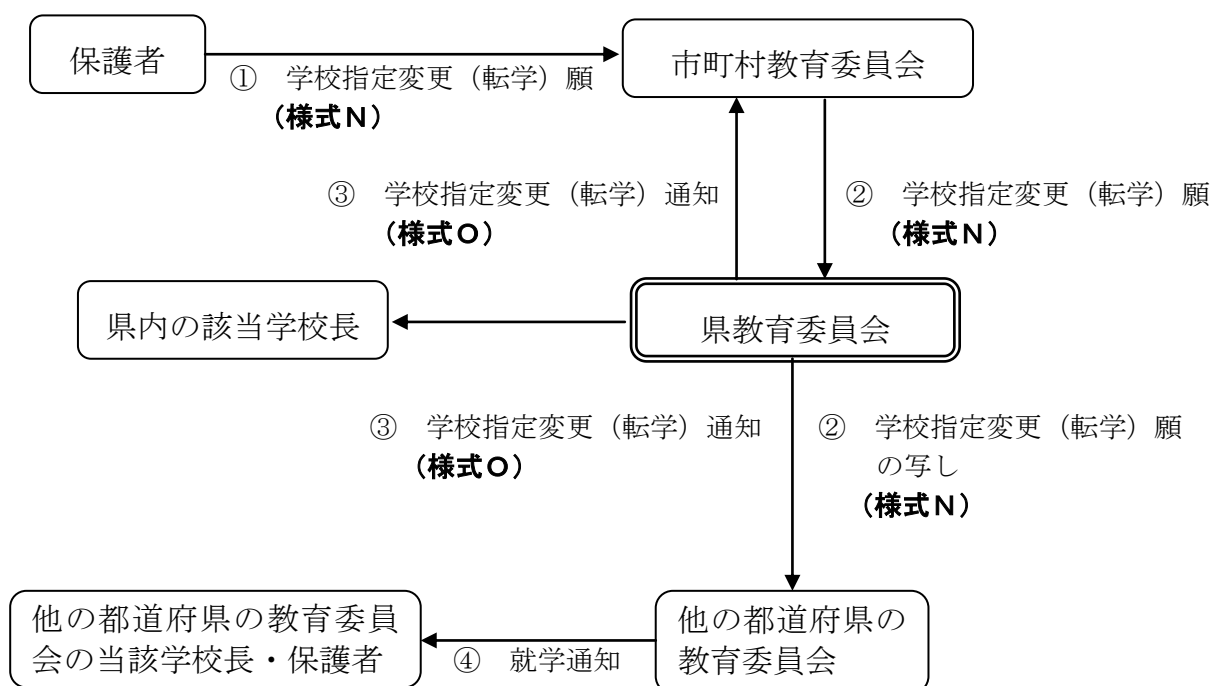 保護者
市町村教育委員会
① 学校指定変更(転学)願
(様式N)
③ 学校指定変更(転学)通知
(様式O)
② 学校指定変更(転学)願
(様式N)
県内の該当学校長
県教育委員会
③ 学校指定変更(転学)通知
(様式O)
② 学校指定変更(転学)願
の写し
(様式N)
他の都道府県の教育委員
会の当該学校長・保護者
④ 就学通知
他の都道府県の
教育委員会